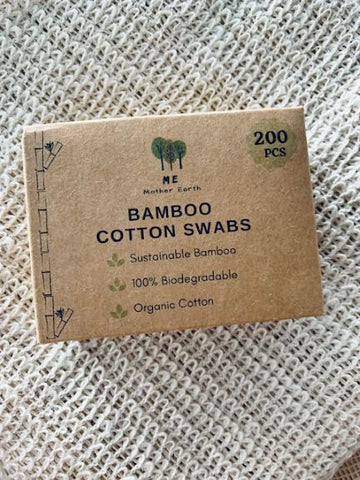 200
PCS
ME
Mother Earth
BAMBOO
COTTON SWABS
Sustainable Bamboo
100% Biodegradable
Organic Cotton